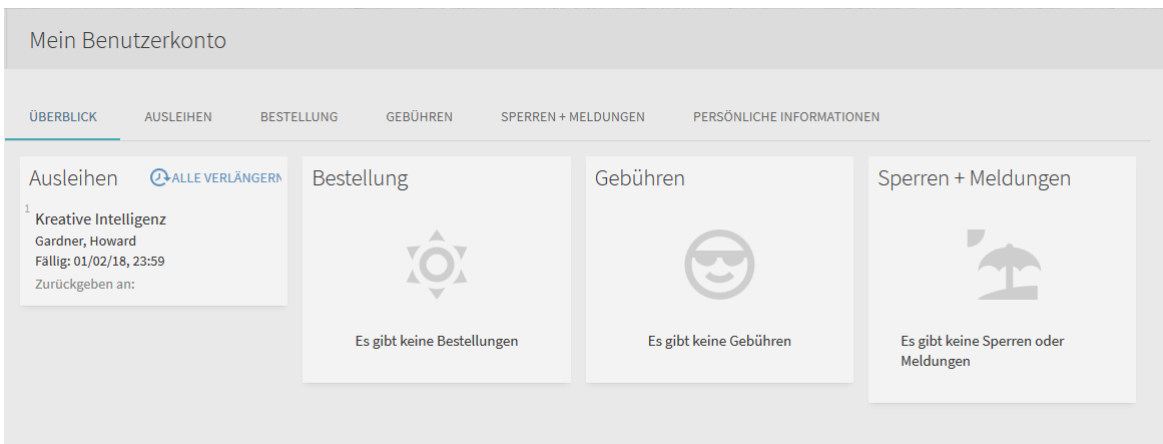 Mein Benutzerkonto
ÜBERBLICK AUSLEIHEN BESTELLUNG GEBÜHREN SPERREN + MELDUNGEN PERSÖNLICHE INFORMATIONEN
Ausleihen ALLE VERLÄNGERN
1
Kreative Intelligenz
Gardner, Howard
Fällig: 01/02/18, 23:59
Zurückgeben an:
Bestellung
Es gibt keine Bestellungen
Gebühren
Es gibt keine Gebühren
Sperren + Meldungen
Es gibt keine Sperren oder
Meldungen